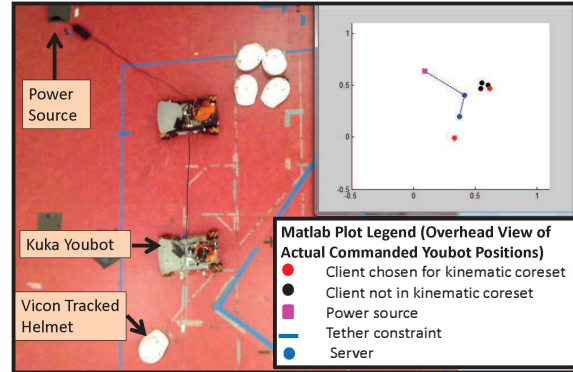 Power
Source
Kuka Youbot
Vicon Tracked
Helmet
1
0.5
0
-0.5
-0.5
0
0.5
1
Matlab Plot Legend (Overhead View of
Actual Commanded Youbot Positions)
Client chosen for kinematic coreset
Client not in kinematic coreset
Power source
Tether constraint
Server